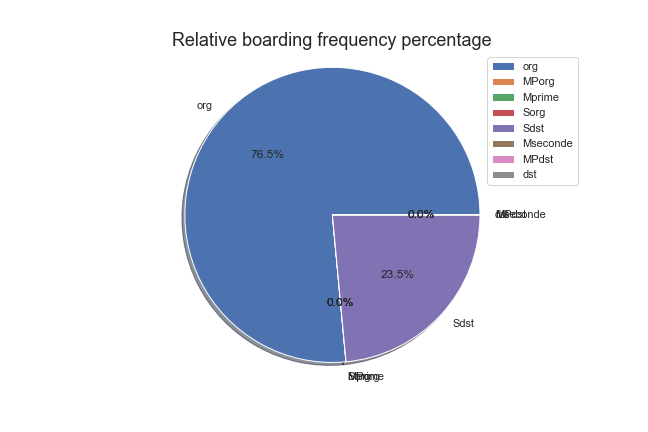 Relative boarding frequency percentage
org
MPorg
Mprime
Sorg
Sdst
Mseconde
MPdst
dst
org
76.5%
0.0%
23.5%
0.0%
Sdst